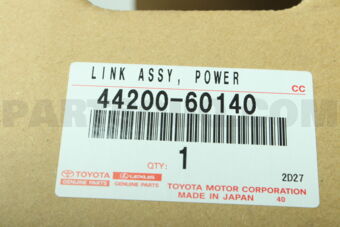 LINK ASSY, POWER
CC
44200-60140
QTY:
1
2D27
TOYOTA
GENUINE PARTS
LEXUS
GENUINE PARTS
TOYOTA MOTOR CORPORATION
MADE IN JAPAN 40